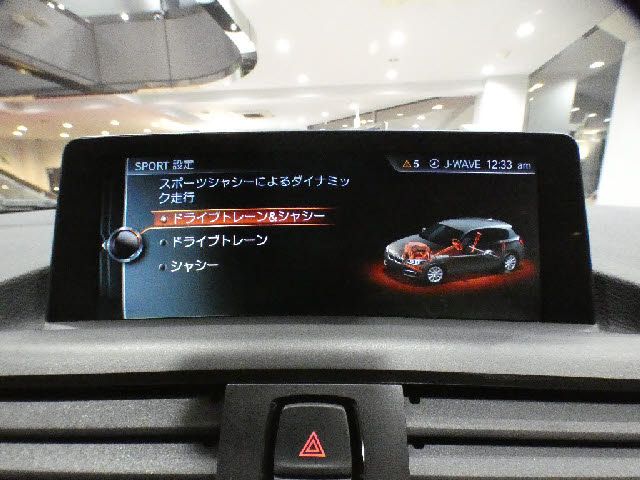 SPORT 設定
5 J-WAVE 12:33 am
スポーツシャシーによるダイナミッ
ク走行
ドライブトレーン&シャシー
ドライブトレーン
シャシー